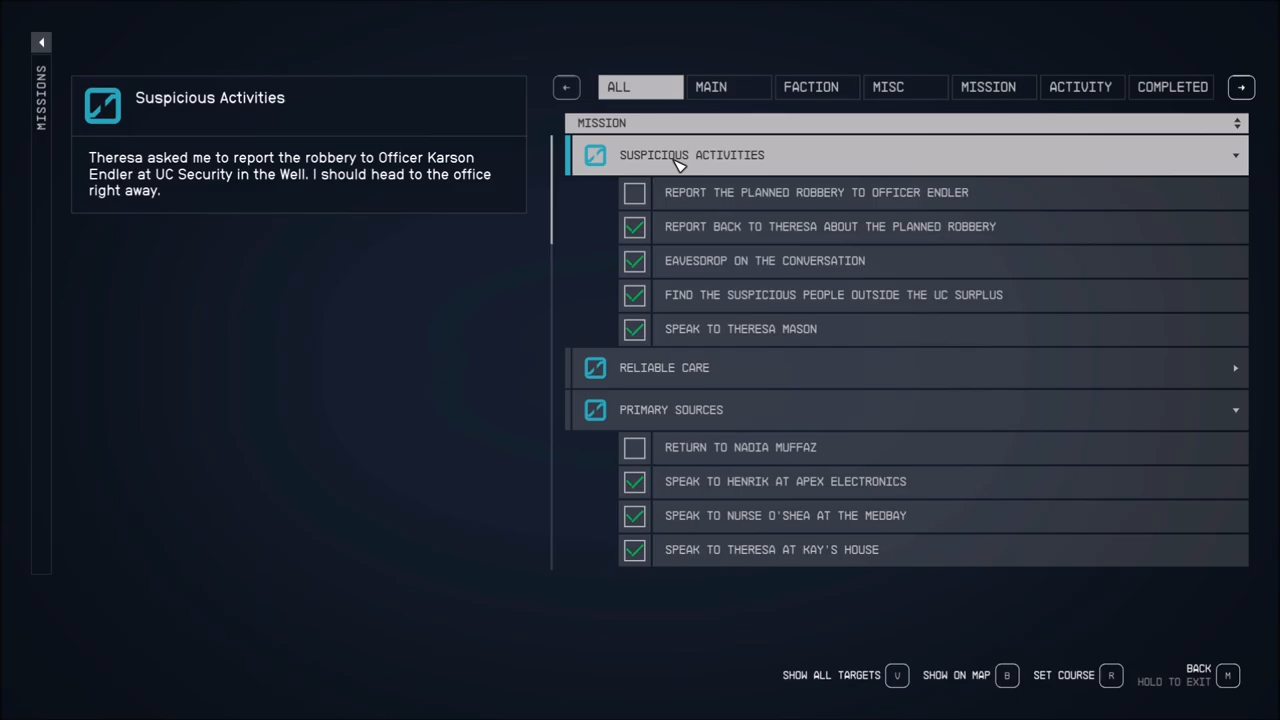 MISSIONS
Suspicious Activities
Theresa asked me to report the robbery to Officer Karson
Endler at UC Security in the Well. I should head to the office
right away.
ALL
MAIN
FACTION
MISC
MISSION
ACTIVITY
COMPLETED
MISSION
SUSPICIOUS ACTIVITIES
REPORT THE PLANNED ROBBERY TO OFFICER ENDLER
REPORT BACK TO THERESA ABOUT THE PLANNED ROBBERY
EAVESDROP ON THE CONVERSATION
FIND THE SUSPICIOUS PEOPLE OUTSIDE THE UC SURPLUS
SPEAK TO THERESA MASON
RELIABLE CARE
PRIMARY SOURCES
RETURN TO NADIA MUFFAZ
SPEAK TO HENRIK AT APEX ELECTRONICS
SPEAK TO NURSE O'SHEA AT THE MEDBAY
SPEAK TO THERESA AT KAY'S HOUSE
SHOW ALL TARGETS V
SHOW ON MAP B
SET COURSE R
BACK M
HOLD TO EXIT